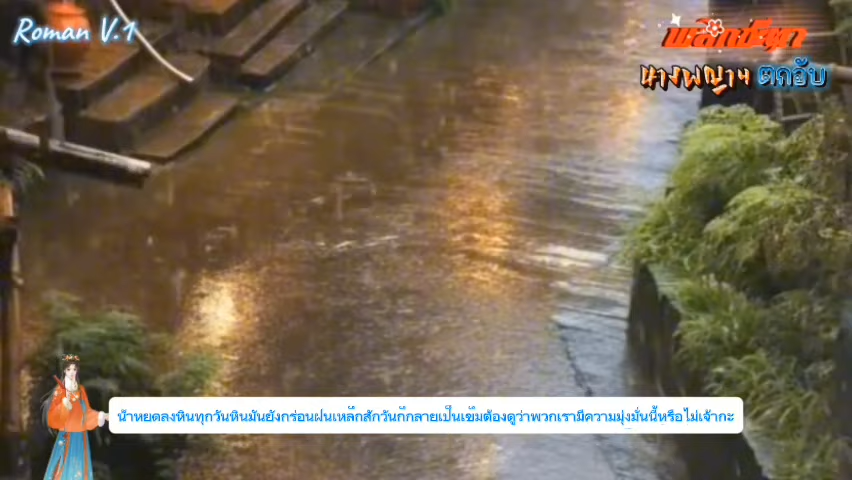 Roman V.1
พลิกชะตา
นางพญาฯ ตกอับ
น้ำหยดลงหินทุกวันหินมันยังกร่อนฝนเหล็กสักวันก็กลายเป็นเข็มต้องดูว่าพวกเรามีความมุ่งมั่นนี้หรือไม่เจ้ากะ